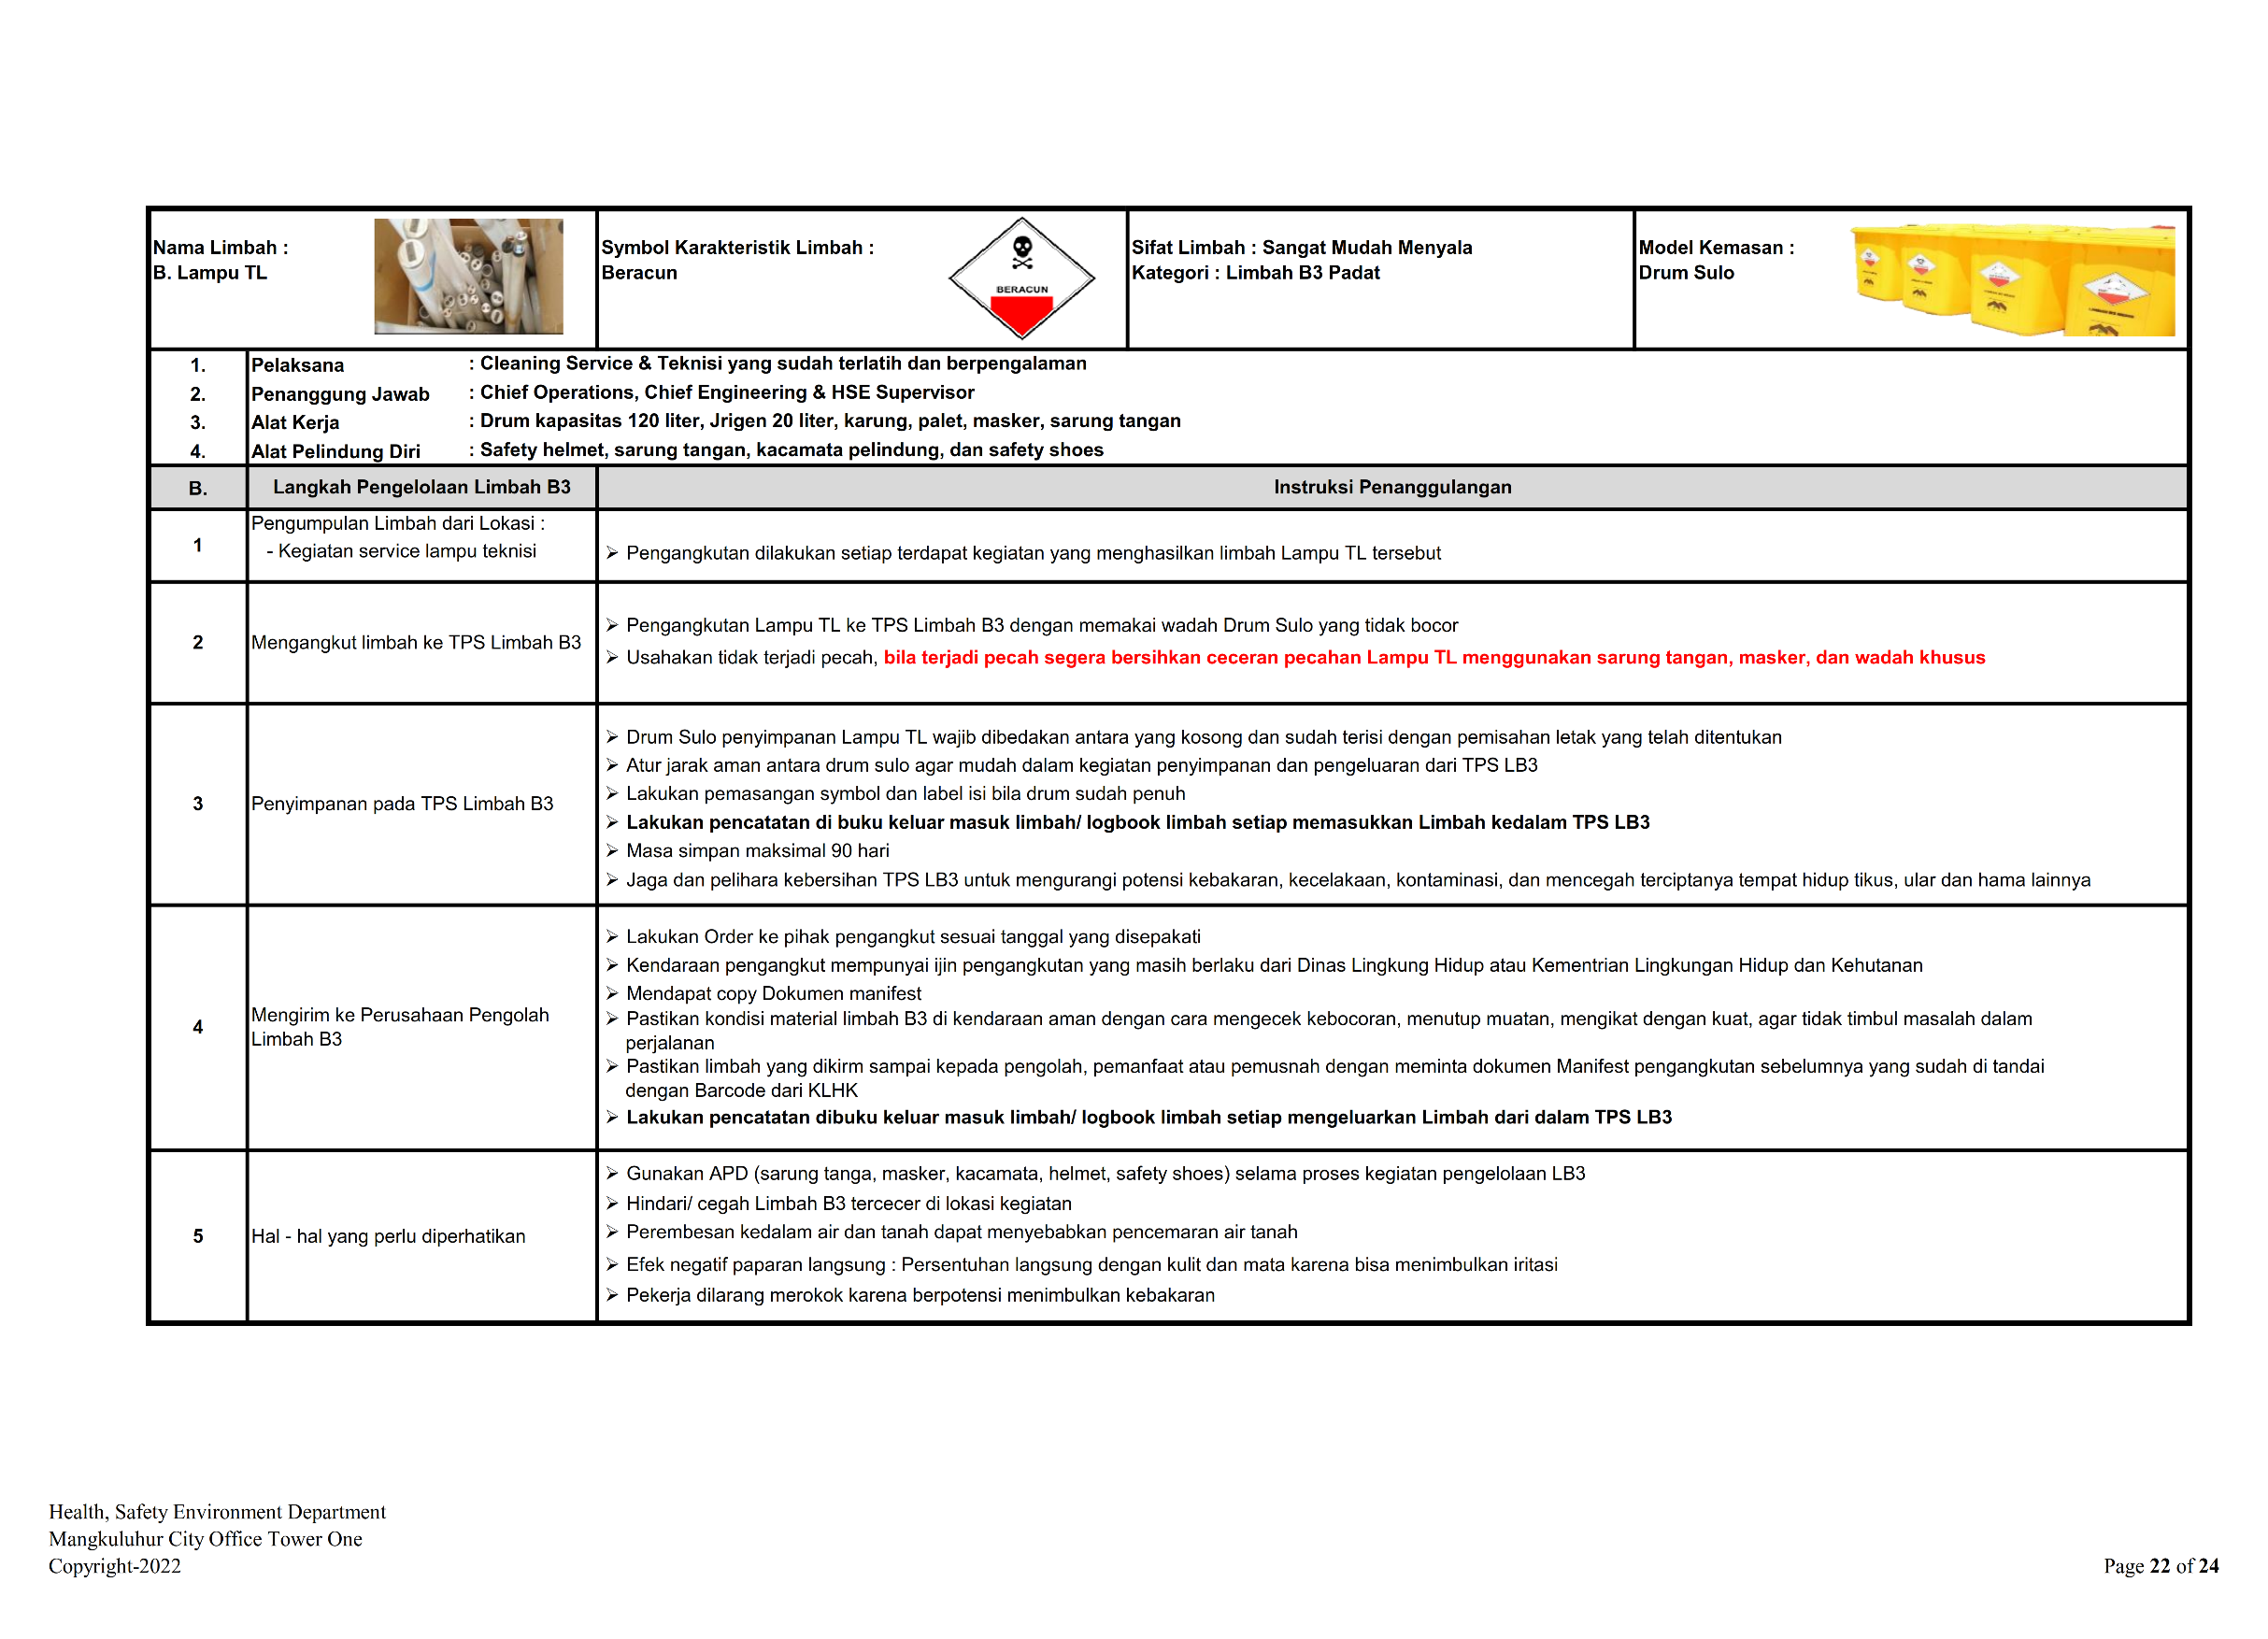 Nama Limbah :
B. Lampu TL
Symbol Karakteristik Limbah :
Beracun
BERACUN
Sifat Limbah : Sangat Mudah Menyala
Kategori : Limbah B3 Padat
Model Kemasan :
Drum Sulo
1. Pelaksana : Cleaning Service & Teknisi yang sudah terlatih dan berpengalaman
2. Penanggung Jawab : Chief Operations, Chief Engineering & HSE Supervisor
3. Alat Kerja : Drum kapasitas 120 liter, Jrigen 20 liter, karung, palet, masker, sarung tangan
4. Alat Pelindung Diri : Safety helmet, sarung tangan, kacamata pelindung, dan safety shoes
B. Langkah Pengelolaan Limbah B3 Instruksi Penanggulangan
1
Pengumpulan Limbah dari Lokasi :
- Kegiatan service lampu teknisi
➢ Pengangkutan dilakukan setiap terdapat kegiatan yang menghasilkan limbah Lampu TL tersebut
2
Mengangkut limbah ke TPS Limbah B3
➢ Pengangkutan Lampu TL ke TPS Limbah B3 dengan memakai wadah Drum Sulo yang tidak bocor
➢ Usahakan tidak terjadi pecah, bila terjadi pecah segera bersihkan ceceran pecahan Lampu TL menggunakan sarung tangan, masker, dan wadah khusus
3
Penyimpanan pada TPS Limbah B3
➢ Drum Sulo penyimpanan Lampu TL wajib dibedakan antara yang kosong dan sudah terisi dengan pemisahan letak yang telah ditentukan
➢ Atur jarak aman antara drum sulo agar mudah dalam kegiatan penyimpanan dan pengeluaran dari TPS LB3
➢ Lakukan pemasangan symbol dan label isi bila drum sudah penuh
➢ Lakukan pencatatan di buku keluar masuk limbah/ logbook limbah setiap memasukkan Limbah kedalam TPS LB3
➢ Masa simpan maksimal 90 hari
➢ Jaga dan pelihara kebersihan TPS LB3 untuk mengurangi potensi kebakaran, kecelakaan, kontaminasi, dan mencegah terciptanya tempat hidup tikus, ular dan hama lainnya
4
Mengirim ke Perusahaan Pengolah
Limbah B3
➢ Lakukan Order ke pihak pengangkut sesuai tanggal yang disepakati
➢ Kendaraan pengangkut mempunyai ijin pengangkutan yang masih berlaku dari Dinas Lingkung Hidup atau Kementrian Lingkungan Hidup dan Kehutanan
➢ Mendapat copy Dokumen manifest
➢ Pastikan kondisi material limbah B3 di kendaraan aman dengan cara mengecek kebocoran, menutup muatan, mengikat dengan kuat, agar tidak timbul masalah dalam
perjalanan
➢ Pastikan limbah yang dikirm sampai kepada pengolah, pemanfaat atau pemusnah dengan meminta dokumen Manifest pengangkutan sebelumnya yang sudah di tandai
dengan Barcode dari KLHK
➢ Lakukan pencatatan dibuku keluar masuk limbah/ logbook limbah setiap mengeluarkan Limbah dari dalam TPS LB3
5
Hal - hal yang perlu diperhatikan
➢ Gunakan APD (sarung tanga, masker, kacamata, helmet, safety shoes) selama proses kegiatan pengelolaan LB3
➢ Hindari/ cegah Limbah B3 tercecer di lokasi kegiatan
➢ Perembesan kedalam air dan tanah dapat menyebabkan pencemaran air tanah
➢ Efek negatif paparan langsung : Persentuhan langsung dengan kulit dan mata karena bisa menimbulkan iritasi
➢ Pekerja dilarang merokok karena berpotensi menimbulkan kebakaran
Health, Safety Environment Department
Mangkuluhur City Office Tower One
Copyright-2022
Page 22 of 24